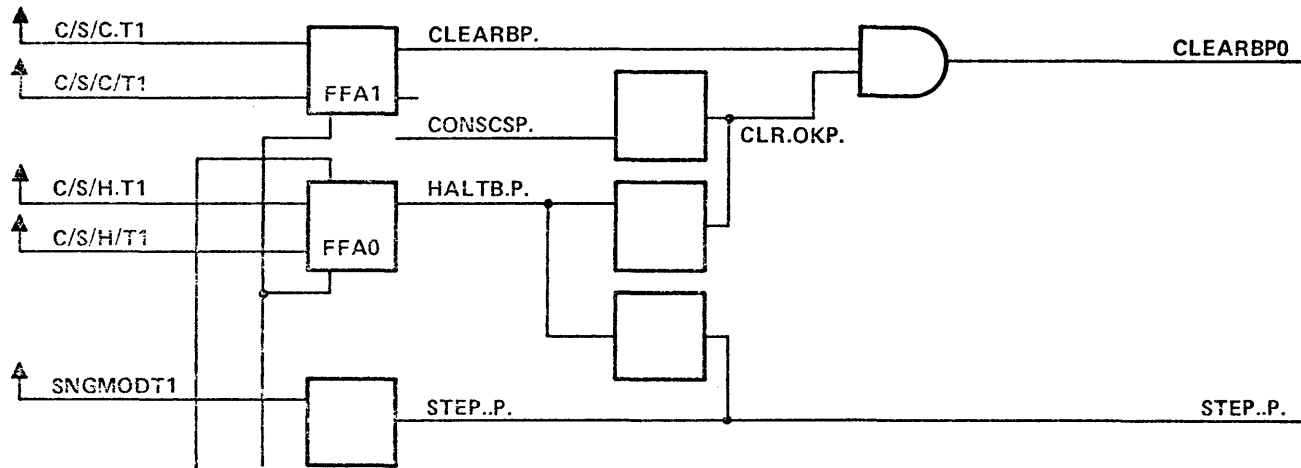 C/S/C.T1
CLEARBP.
CLEARBP0
C/S/C/T1
FFA1
CONSCSP.
CLR.OKP.
C/S/H.T1
HALTB.P.
C/S/H/T1
FFA0
SNGMODT1
STEP..P.
STEP..P.